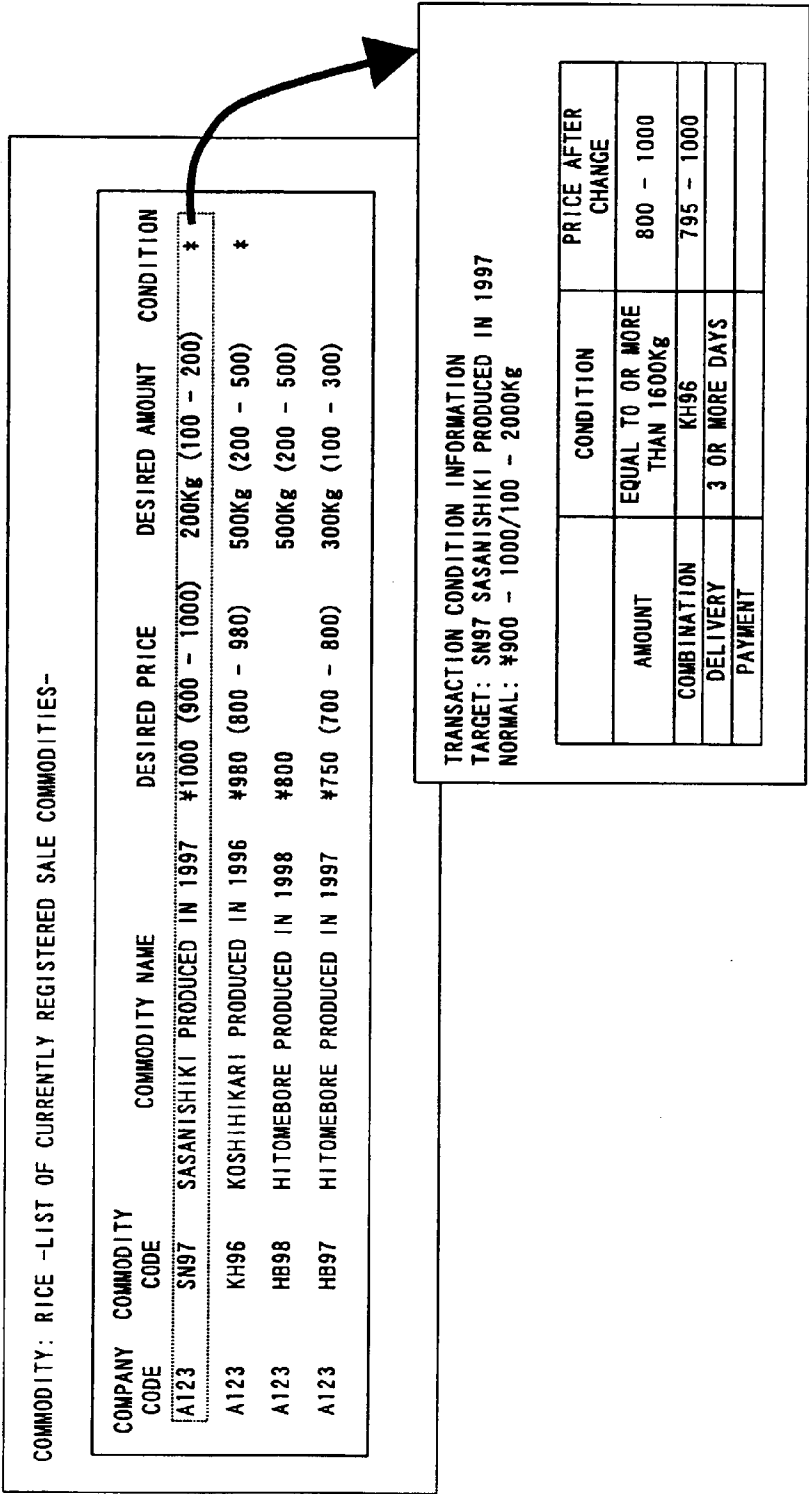 COMMODITY: RICE -LIST OF CURRENTLY REGISTERED SALE COMMODITIES-
COMPANY CODE COMMODITY CODE COMMODITY NAME DESIRED PRICE DESIRED AMOUNT CONDITION
A123 SN97 SASANISHIKI PRODUCED IN 1997 ¥1000 (900 - 1000) 200Kg (100 - 200) *
A123 KH96 KOSHIHIKARI PRODUCED IN 1996 ¥980 (800 - 980) 500Kg (200 - 500) *
A123 HB98 HITOMEBORE PRODUCED IN 1998 ¥800 500Kg (200 - 500)
A123 HB97 HITOMEBORE PRODUCED IN 1997 ¥750 (700 - 800) 300Kg (100 - 300)
TRANSACTION CONDITION INFORMATION
TARGET: SN97 SASANISHIKI PRODUCED IN 1997
NORMAL: ¥900 - 1000/100 - 2000Kg
CONDITION PRICE AFTER CHANGE
AMOUNT EQUAL TO OR MORE THAN 1600Kg 800 - 1000
COMBINATION KH96 795 - 1000
DELIVERY 3 OR MORE DAYS
PAYMENT